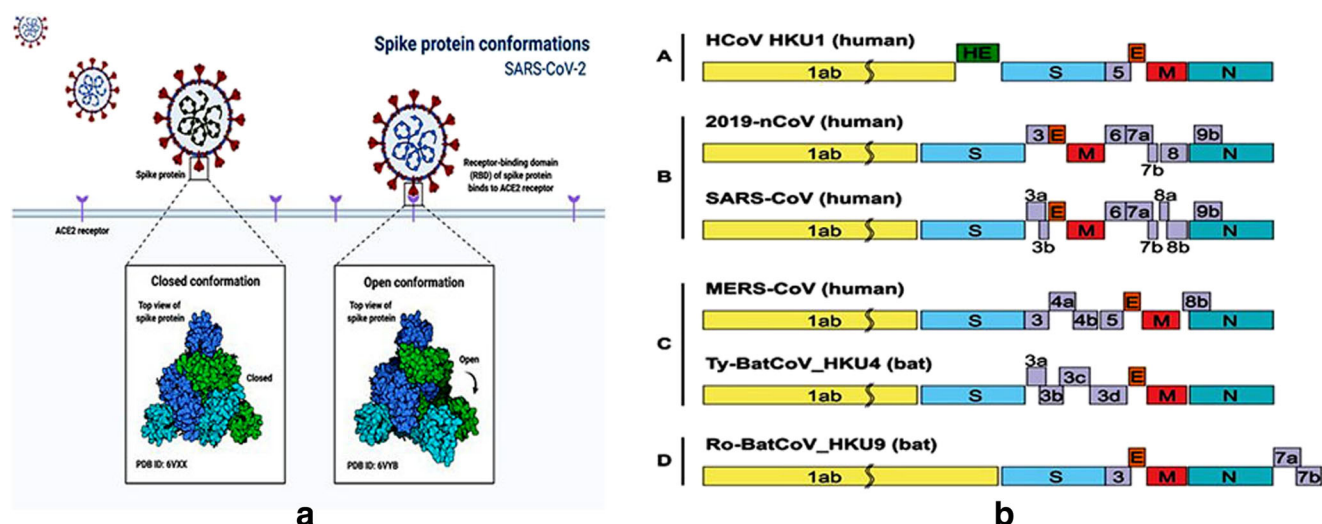 Spike protein conformations
SARS-CoV-2
Spike protein
Receptor-binding domain
(RBD) of spike protein
binds to ACE2 receptor
ACE2 receptor
Closed conformation
Top view of
spike protein
Closed
PDB ID: 6VXX
Open conformation
Top view of
spike protein
Open
PDB ID: 6VYB
a
A
HCoV HKU1 (human)
HE E
1ab S 5 M N
B
2019-nCoV (human)
3 E 6 7a 9b
1ab S M 8 N
7b
SARS-CoV (human)
3a 8a
E 6 7a 9b
1ab S M N
3b 7b 8b
C
MERS-CoV (human)
4a E 8b
1ab S 3 4b 5 M N
Ty-BatCoV_HKU4 (bat)
3a
3c E
1ab S 3b 3d M N
D
Ro-BatCoV_HKU9 (bat)
E 7a
1ab S 3 M N 7b
b